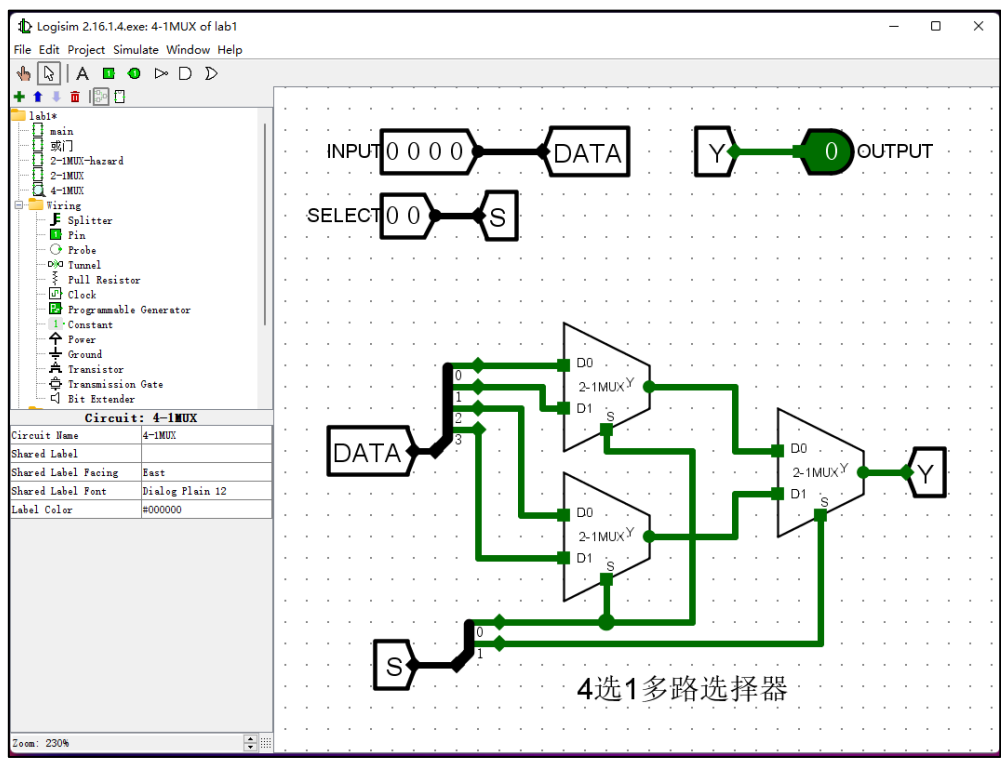 Logisim 2.16.1.4.exe: 4-1MUX of lab1
File Edit Project Simulate Window Help
A
lab1*
main
或门
2-1MUX-hazard
2-1MUX
4-1MUX
Wiring
Splitter
Pin
Probe
Tunnel
Pull Resistor
Clock
Programmable Generator
Constant
Power
Ground
Transistor
Transmission Gate
Bit Extender
Circuit: 4-1MUX
Circuit Name 4-1MUX
Shared Label
Shared Label Facing East
Shared Label Font Dialog Plain 12
Label Color #000000
Zoom: 230%
INPUT 0 0 0 0 DATA
Y 0 OUTPUT
SELECT 0 0 S
DATA
0
1
2
3
D0
2-1MUX Y
D1
S
D0
2-1MUX Y
D1
S
D0
2-1MUX Y
D1
S
Y
S
0
1
4选1多路选择器